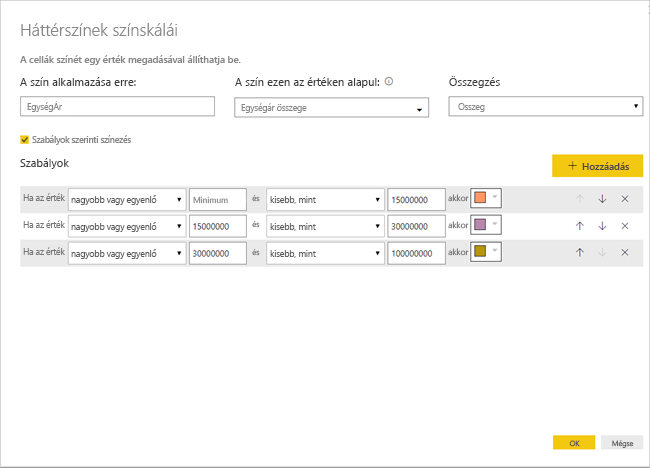 Háttérszínek színskálái
A cellák színét egy érték megadásával állíthatja be.
A szín alkalmazása erre: A szín ezen az értéken alapul: Összegzés
EgységÁr Egységár összege Összeg
Szabályok szerinti színezés
Szabályok + Hozzáadás
Ha az érték nagyobb vagy egyenlő Minimum és kisebb, mint 15000000 akkor
Ha az érték nagyobb vagy egyenlő 15000000 és kisebb, mint 30000000 akkor
Ha az érték nagyobb vagy egyenlő 30000000 és kisebb, mint 100000000 akkor
OK Mégse